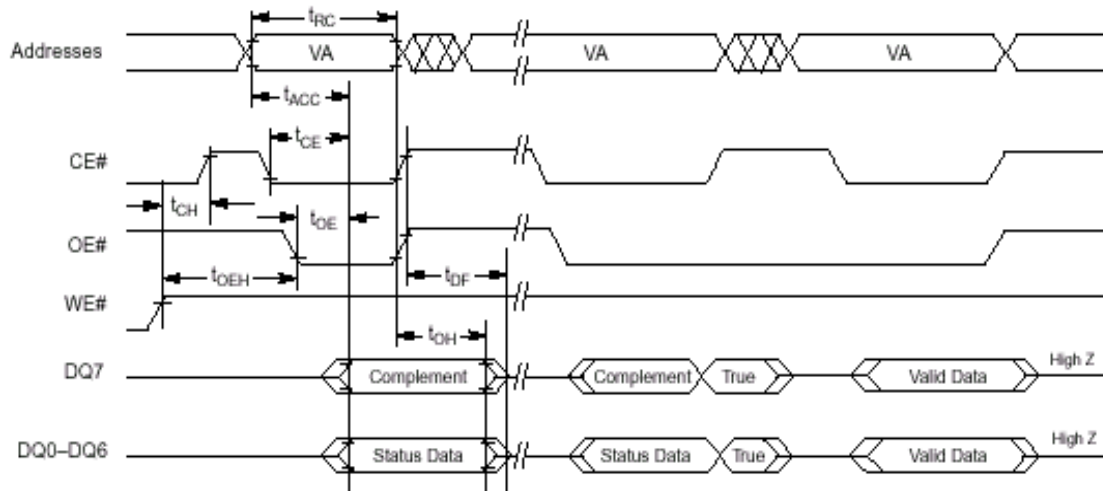 tRC
Addresses VA VA VA
tACC
tCE
CE#
tCH tOE
OE#
tOEH tDF
WE#
tOH
DQ7 Complement Complement True Valid Data High Z
DQ0–DQ6 Status Data Status Data True Valid Data High Z